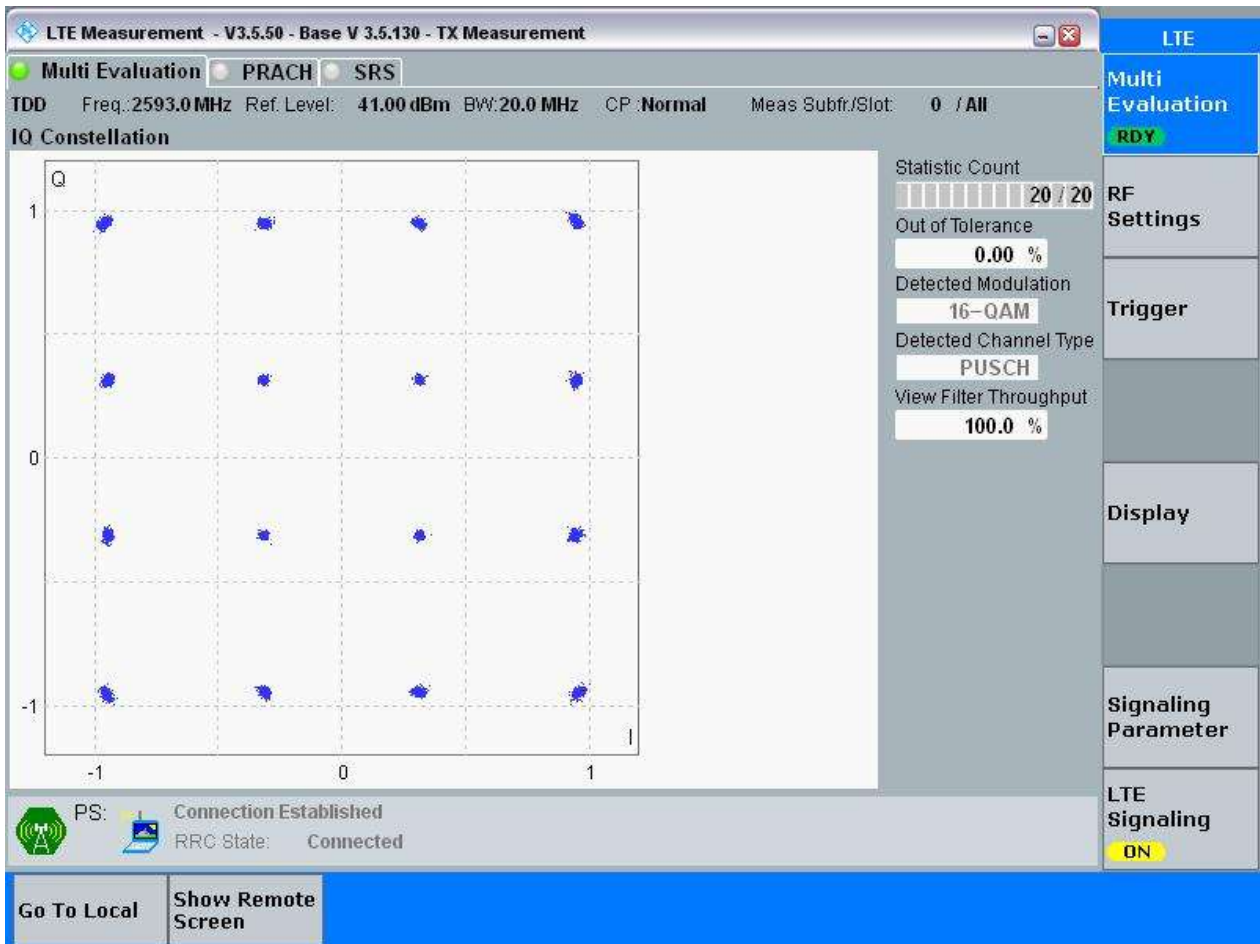 LTE Measurement - V3.5.50 - Base V 3.5.130 - TX Measurement
Multi Evaluation PRACH SRS
TDD Freq.:2593.0 MHz Ref. Level: 41.00 dBm BW:20.0 MHz CP :Normal Meas Subfr./Slot: 0 / All
IQ Constellation
Q
1
0
-1
I
-1 0 1
Statistic Count
20 / 20
Out of Tolerance
0.00 %
Detected Modulation
16-QAM
Detected Channel Type
PUSCH
View Filter Throughput
100.0 %
PS: Connection Established
RRC State: Connected
LTE
Multi
Evaluation
RDY
RF
Settings
Trigger
Display
Signaling
Parameter
LTE
Signaling
ON
Go To Local
Show Remote
Screen